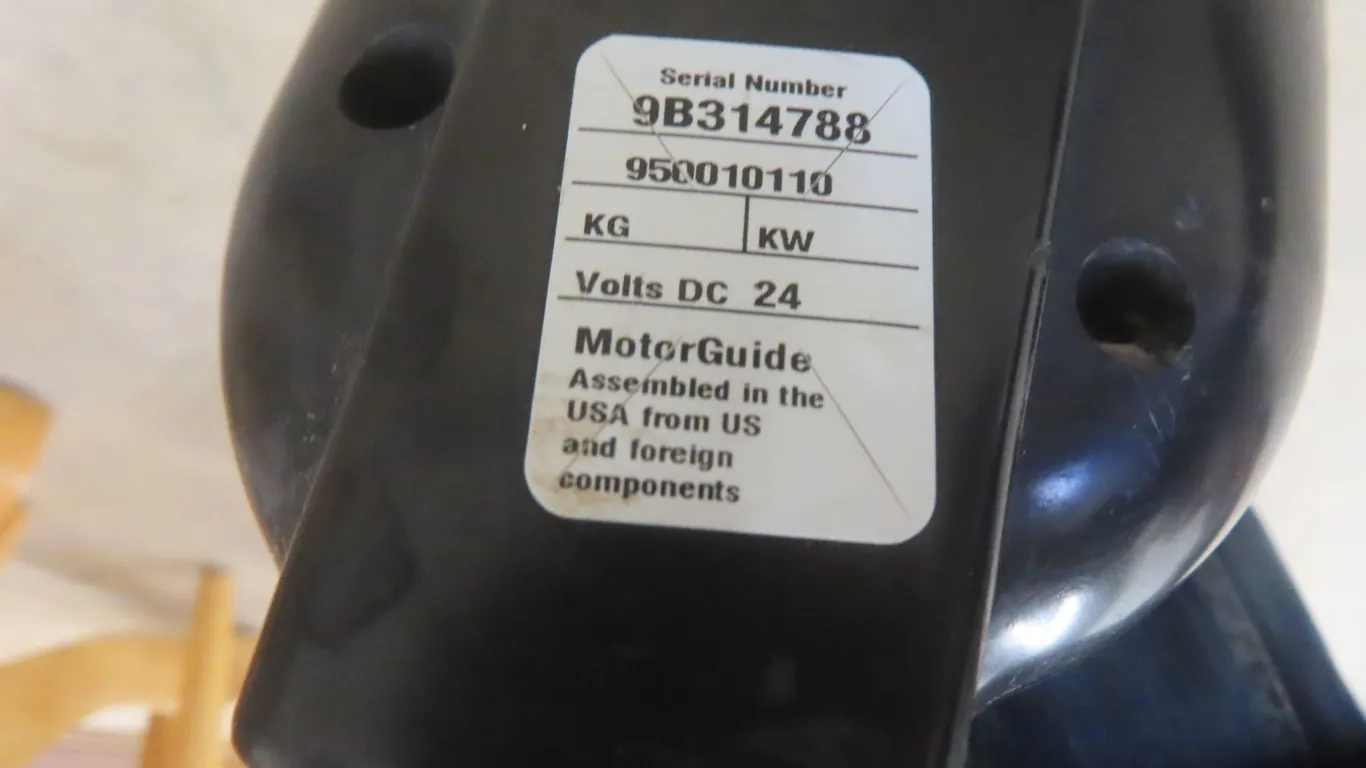 Serial Number
9B314788
950010110
KG KW
Volts DC 24
MotorGuide
Assembled in the
USA from US
and foreign
components